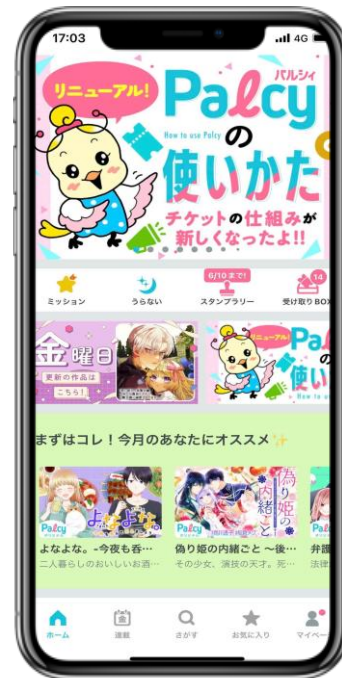 17:03
4G
リニューアル!
パルシィ
Palcy
How to use Palcy
の
使いかた
チケットの仕組みが
新しくなったよ!!
6/10まで!
14
ミッション
うらない
スタンプラリー
受け取りBOX
金曜日
更新の作品は
こちら!
リニューアル!
Pa
の
使い
まずはコレ!今月のあなたにオススメ✨
よなよな。
Palcy
偽り姫の内緒ごと
Palcy
Palcy
よなよな。-今夜も呑…
偽り姫の内緒ごと ～後…
弁護
二人暮らしのおいしいお酒…
その少女、演技の天才。死…
法律
金
ホーム
連載
さがす
お気に入り
マイペー